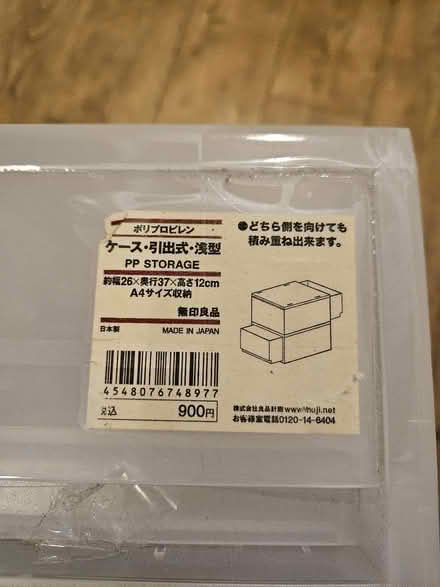 ポリプロピレン
ケース・引出式・浅型
PP STORAGE
約幅26×奥行37×高さ12cm
A4サイズ収納
無印良品
日本製
MADE IN JAPAN
4548076748977
込
900円
●どちら側を向けても
積み重ね出来ます。
株式会社良品計画 www
uji.net
お客様室電話0120-14-6404